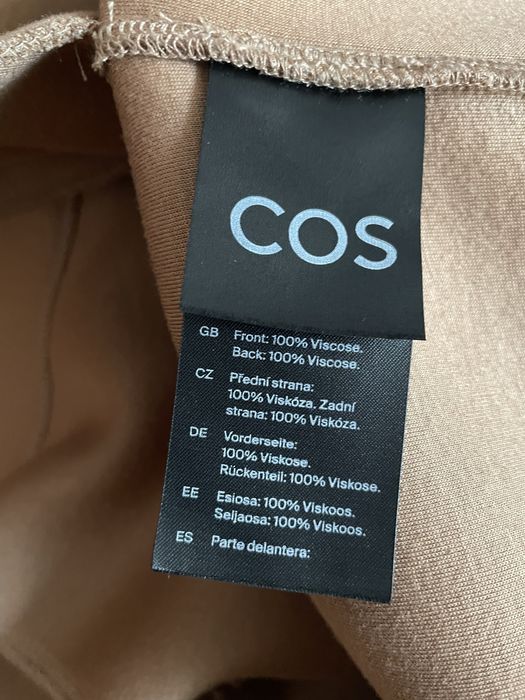 COS
GB Front: 100% Viscose.
Back: 100% Viscose.
CZ Přední strana:
100% Viskóza. Zadní
strana: 100% Viskóza.
DE Vorderseite:
100% Viskose.
Rückenteil: 100% Viskose.
EE Esiosa: 100% Viskoos.
Seljaosa: 100% Viskoos.
ES Parte delantera: